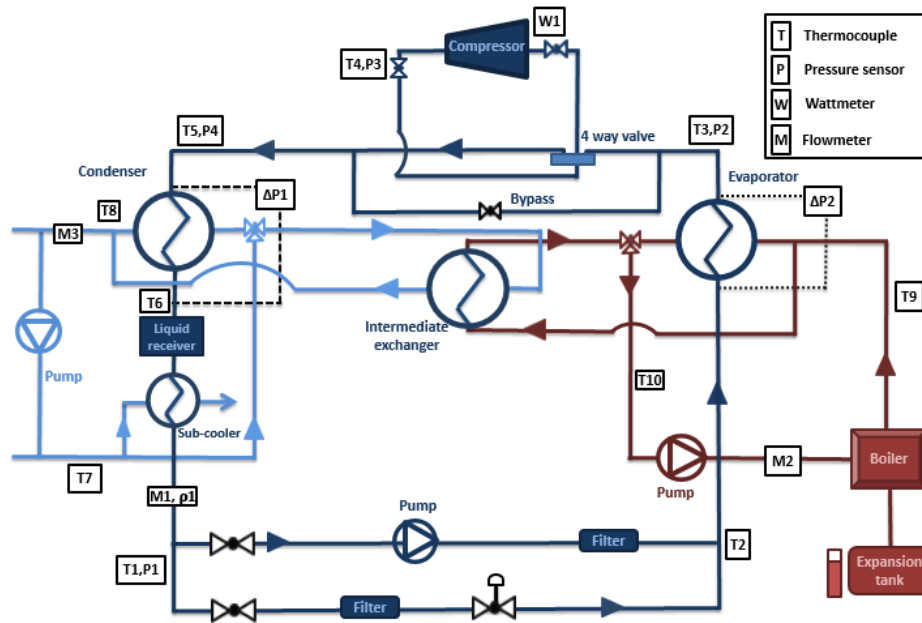 W1
T Thermocouple
P Pressure sensor
W Wattmeter
M Flowmeter
Compressor
T4,P3
T5,P4
4 way valve
T3,P2
Condenser
Evaporator
ΔP1
Bypass
ΔP2
T8
M3
T6
T9
Liquid
receiver
Intermediate
exchanger
Pump
T10
Sub-cooler
T7
M2
Boiler
Pump
M1, ρ1
Pump
Filter
T2
T1,P1
Filter
Expansion
tank